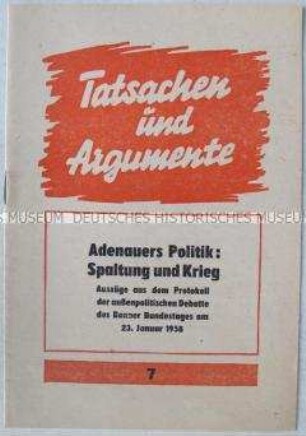 Tatsachen
und
Argumente
MUSEUM DEUTSCHES HISTORISCHES MUSEUM
Adenauers Politik:
Spaltung und Krieg
Auszüge aus dem Protokoll
der außenpolitischen Debatte
des Bonner Bundestages am
23. Januar 1958
7